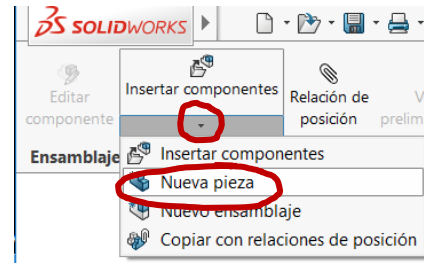 SOLIDWORKS
Editar componente
Insertar componentes
Relación de posición
V
prelim
Ensamblaje
Insertar componentes
Nueva pieza
Nuevo ensamblaje
Copiar con relaciones de posición